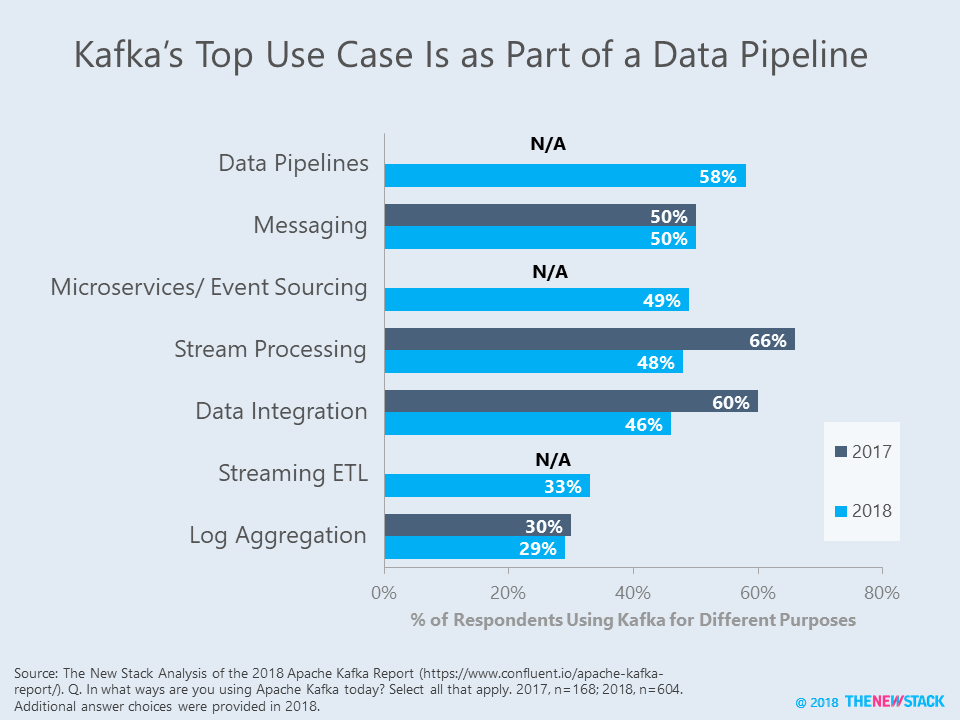 Kafka's Top Use Case Is as Part of a Data Pipeline
Data Pipelines
N/A
58%
Messaging
50%
50%
Microservices/ Event Sourcing
N/A
49%
Stream Processing
66%
48%
Data Integration
60%
46%
Streaming ETL
N/A
33%
Log Aggregation
30%
29%
2017
2018
0%
20%
40%
60%
80%
% of Respondents Using Kafka for Different Purposes
Source: The New Stack Analysis of the 2018 Apache Kafka Report (https://www.confluent.io/apache-kafka-
report/). Q. In what ways are you using Apache Kafka today? Select all that apply. 2017, n=168; 2018, n=604.
Additional answer choices were provided in 2018.
@ 2018 THENEWSTACK